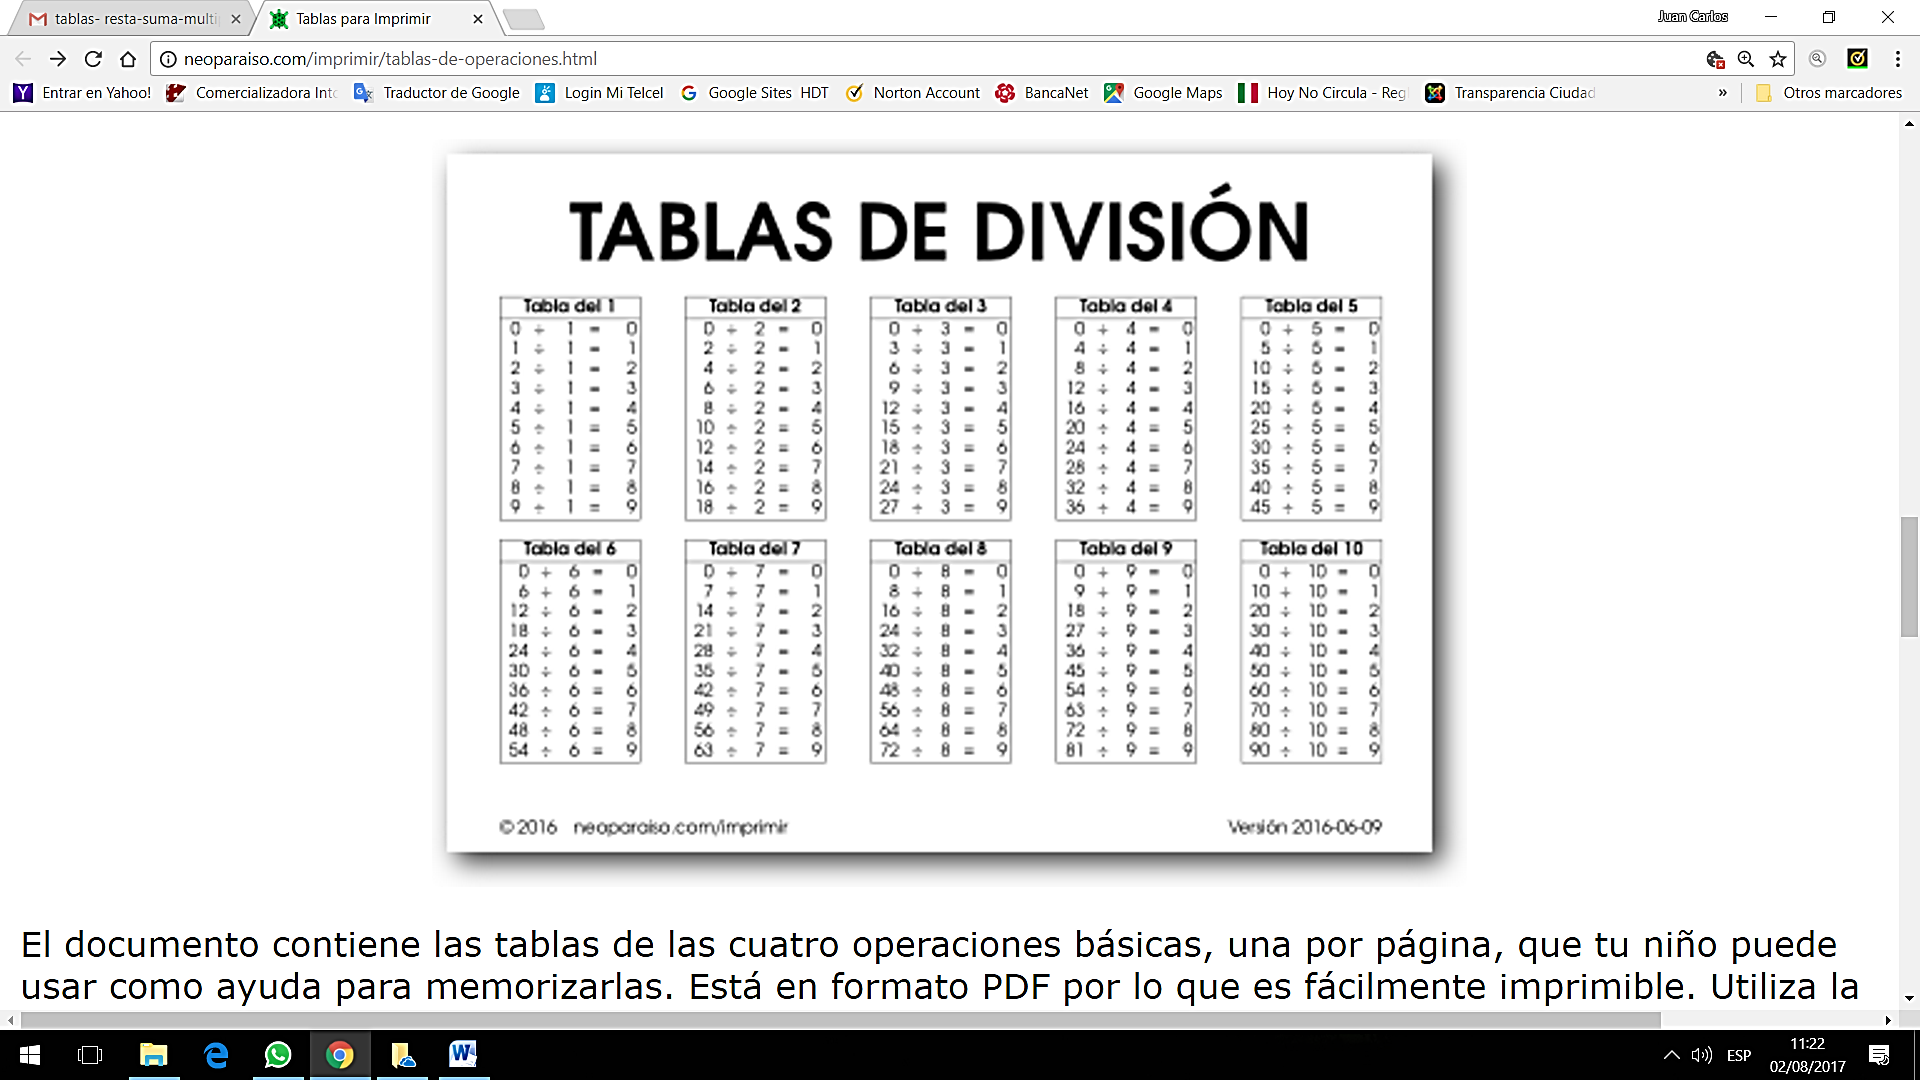 tablas- resta-suma-multi
Tablas para Imprimir
Juan Carlos
neoparaiso.com/imprimir/tablas-de-operaciones.html
Entrar en Yahoo! Comercializadora Inte Traductor de Google Login Mi Telcel Google Sites HDT Norton Account BancaNet Google Maps Hoy No Circula - Reg Transparencia Ciudad » Otros marcadores
TABLAS DE DIVISIÓN
Tabla del 1 Tabla del 2 Tabla del 3 Tabla del 4 Tabla del 5
0 ÷ 1 = 0 0 ÷ 2 = 0 0 ÷ 3 = 0 0 ÷ 4 = 0 0 ÷ 5 = 0
1 ÷ 1 = 1 2 ÷ 2 = 1 3 ÷ 3 = 1 4 ÷ 4 = 1 5 ÷ 5 = 1
2 ÷ 1 = 2 4 ÷ 2 = 2 6 ÷ 3 = 2 8 ÷ 4 = 2 10 ÷ 5 = 2
3 ÷ 1 = 3 6 ÷ 2 = 3 9 ÷ 3 = 3 12 ÷ 4 = 3 15 ÷ 5 = 3
4 ÷ 1 = 4 8 ÷ 2 = 4 12 ÷ 3 = 4 16 ÷ 4 = 4 20 ÷ 5 = 4
5 ÷ 1 = 5 10 ÷ 2 = 5 15 ÷ 3 = 5 20 ÷ 4 = 5 25 ÷ 5 = 5
6 ÷ 1 = 6 12 ÷ 2 = 6 18 ÷ 3 = 6 24 ÷ 4 = 6 30 ÷ 5 = 6
7 ÷ 1 = 7 14 ÷ 2 = 7 21 ÷ 3 = 7 28 ÷ 4 = 7 35 ÷ 5 = 7
8 ÷ 1 = 8 16 ÷ 2 = 8 24 ÷ 3 = 8 32 ÷ 4 = 8 40 ÷ 5 = 8
9 ÷ 1 = 9 18 ÷ 2 = 9 27 ÷ 3 = 9 36 ÷ 4 = 9 45 ÷ 5 = 9
Tabla del 6 Tabla del 7 Tabla del 8 Tabla del 9 Tabla del 10
0 ÷ 6 = 0 0 ÷ 7 = 0 0 ÷ 8 = 0 0 ÷ 9 = 0 0 ÷ 10 = 0
6 ÷ 6 = 1 7 ÷ 7 = 1 8 ÷ 8 = 1 9 ÷ 9 = 1 10 ÷ 10 = 1
12 ÷ 6 = 2 14 ÷ 7 = 2 16 ÷ 8 = 2 18 ÷ 9 = 2 20 ÷ 10 = 2
18 ÷ 6 = 3 21 ÷ 7 = 3 24 ÷ 8 = 3 27 ÷ 9 = 3 30 ÷ 10 = 3
24 ÷ 6 = 4 28 ÷ 7 = 4 32 ÷ 8 = 4 36 ÷ 9 = 4 40 ÷ 10 = 4
30 ÷ 6 = 5 35 ÷ 7 = 5 40 ÷ 8 = 5 45 ÷ 9 = 5 50 ÷ 10 = 5
36 ÷ 6 = 6 42 ÷ 7 = 6 48 ÷ 8 = 6 54 ÷ 9 = 6 60 ÷ 10 = 6
42 ÷ 6 = 7 49 ÷ 7 = 7 56 ÷ 8 = 7 63 ÷ 9 = 7 70 ÷ 10 = 7
48 ÷ 6 = 8 56 ÷ 7 = 8 64 ÷ 8 = 8 72 ÷ 9 = 8 80 ÷ 10 = 8
54 ÷ 6 = 9 63 ÷ 7 = 9 72 ÷ 8 = 9 81 ÷ 9 = 9 90 ÷ 10 = 9
© 2016 neoparaiso.com/imprimir Versión 2016-06-09
El documento contiene las tablas de las cuatro operaciones básicas, una por página, que tu niño puede
usar como ayuda para memorizarlas. Está en formato PDF por lo que es fácilmente imprimible. Utiliza la
ESP
11:22
02/08/2017